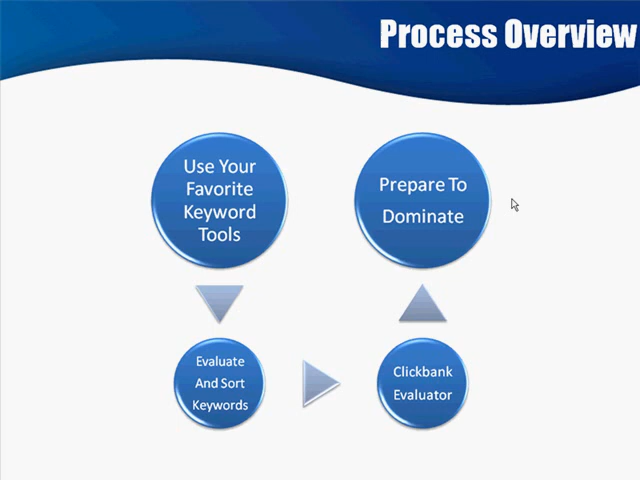 Process Overview
Use Your
Favorite
Keyword
Tools
Prepare To
Dominate
Evaluate
And Sort
Keywords
Clickbank
Evaluator